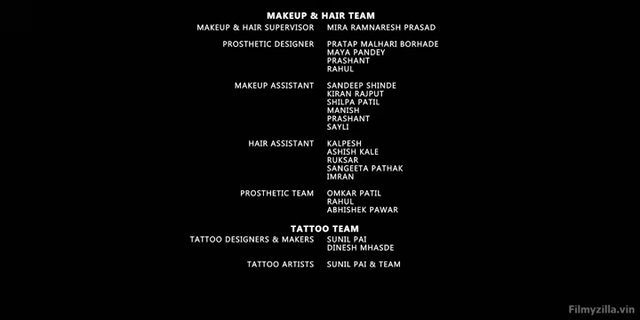 MAKEUP & HAIR TEAM
MAKEUP & HAIR SUPERVISOR MIRA RAMNARESH PRASAD
PROSTHETIC DESIGNER PRATAP MALHARI BORHADE
MAYA PANDEY
PRASHANT
RAHUL
MAKEUP ASSISTANT SANDEEP SHINDE
KIRAN RAJPUT
SHILPA PATIL
MANISH
PRASHANT
SAYLI
HAIR ASSISTANT KALPESH
ASHISH KALE
RUKSAR
SANGEETA PATHAK
IMRAN
PROSTHETIC TEAM OMKAR PATIL
RAHUL
ABHISHEK PAWAR
TATTOO TEAM
TATTOO DESIGNERS & MAKERS SUNIL PAI
DINESH MHASDE
TATTOO ARTISTS SUNIL PAI & TEAM
Filmyzilla.vin